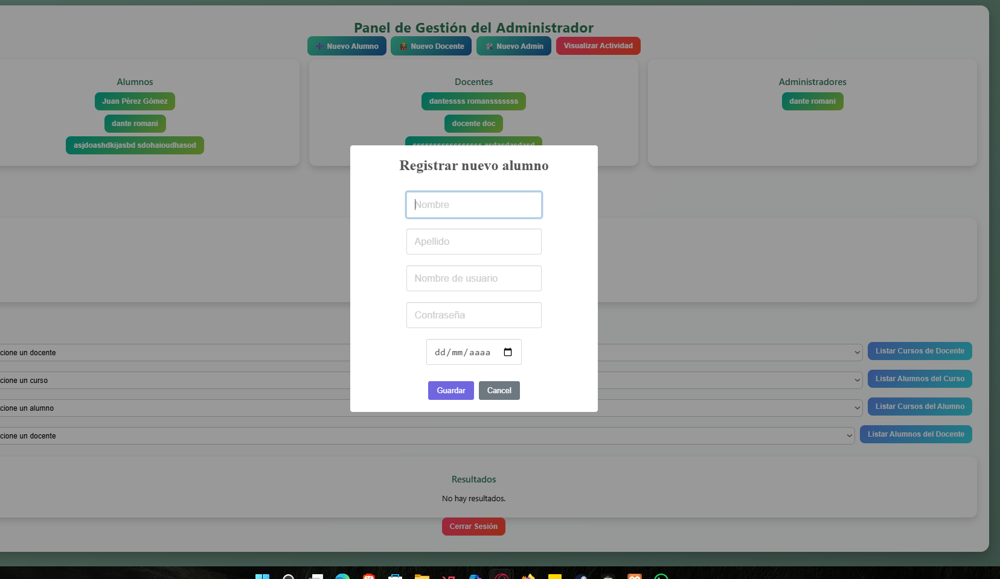 Panel de Gestión del Administrador
Nuevo Alumno
Nuevo Docente
Nuevo Admin
Visualizar Actividad
Alumnos
Juan Pérez Gómez
dante romani
asjdoashdkijasbd sdohaioudhasod
Docentes
dantessss romansssssss
docente doc
asdasdasdasd
Administradores
dante romani
Registrar nuevo alumno
Nombre
Apellido
Nombre de usuario
Contraseña
dd/mm/aaaa
Guardar Cancel
cione un docente
Listar Cursos de Docente
cione un curso
Listar Alumnos del Curso
cione un alumno
Listar Cursos del Alumno
cione un docente
Listar Alumnos del Docente
Resultados
No hay resultados.
Cerrar Sesión